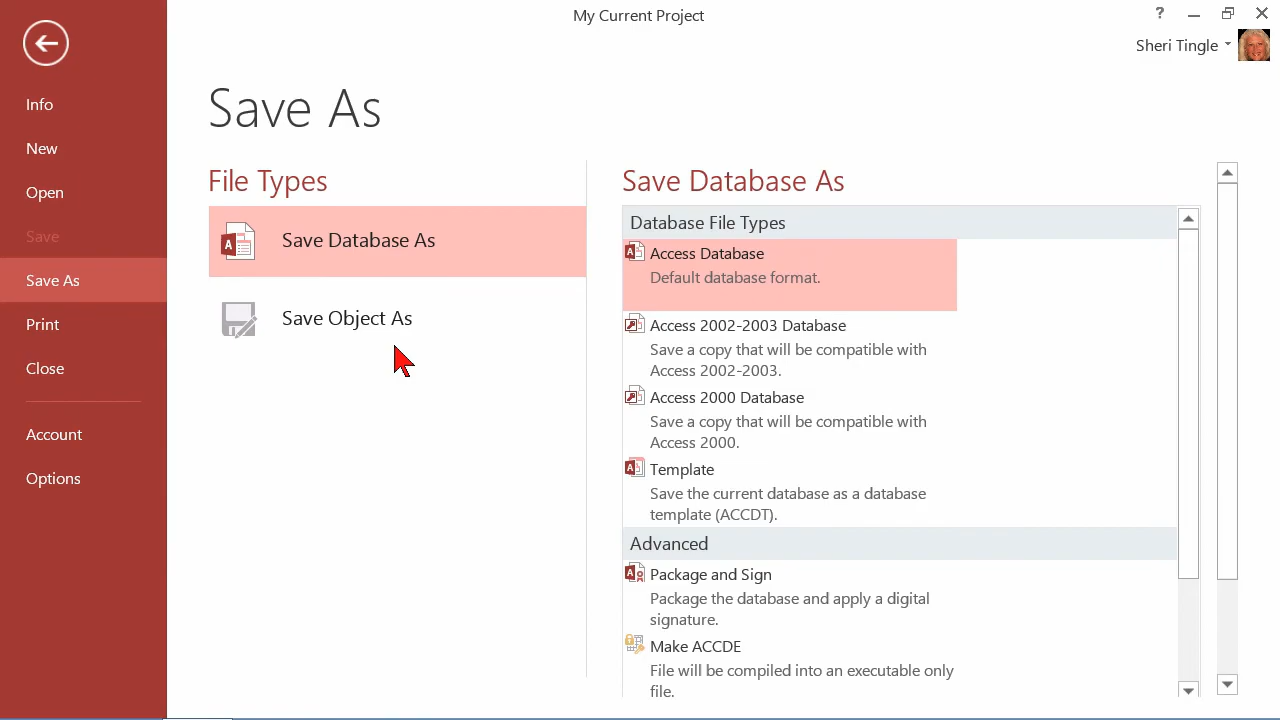 My Current Project
?
Sheri Tingle
Info
New
Open
Save
Save As
Print
Close
Account
Options
Save As
File Types
Save Database As
Save Object As
Save Database As
Database File Types
Access Database
Default database format.
Access 2002-2003 Database
Save a copy that will be compatible with
Access 2002-2003.
Access 2000 Database
Save a copy that will be compatible with
Access 2000.
Template
Save the current database as a database
template (ACCDT).
Advanced
Package and Sign
Package the database and apply a digital
signature.
Make ACCDE
File will be compiled into an executable only
file.